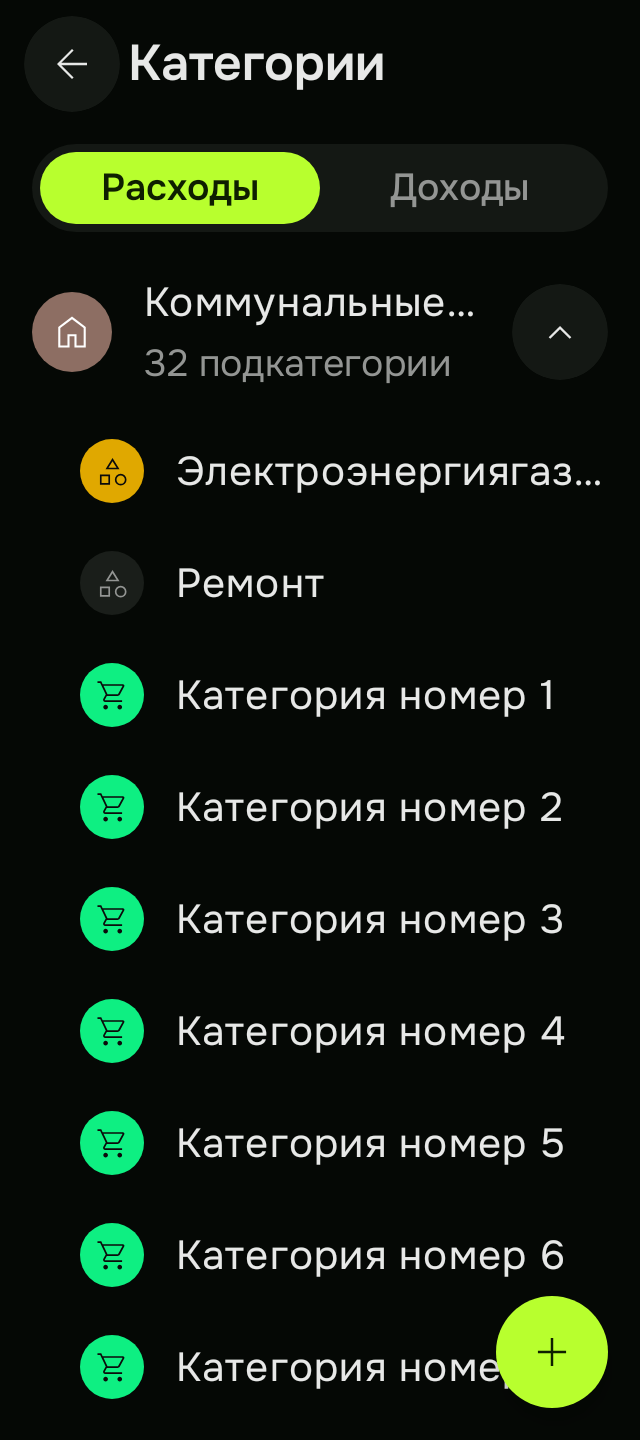 Категории
Расходы
Доходы
Коммунальные...
32 подкатегории
Электроэнергиягаз...
Ремонт
Категория номер 1
Категория номер 2
Категория номер 3
Категория номер 4
Категория номер 5
Категория номер 6
Категория